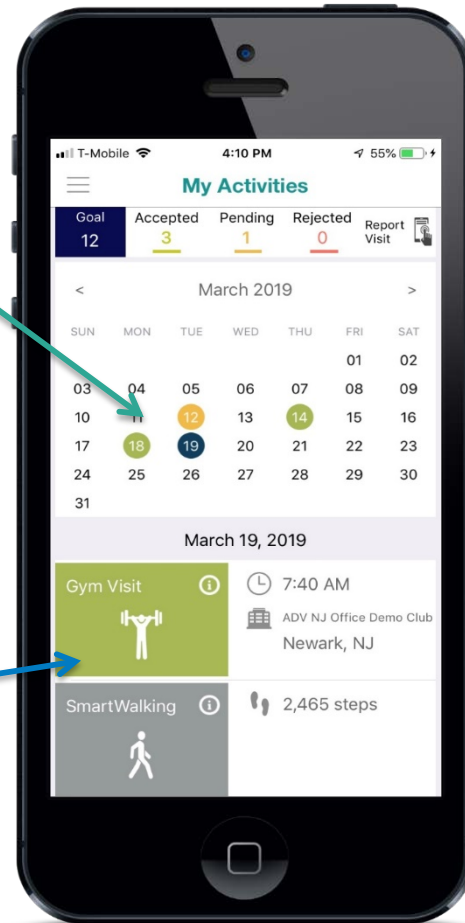 T-Mobile 4:10 PM 55%
My Activities
Goal Accepted Pending Rejected Report
12 3 1 0 Visit
< March 2019 >
SUN MON TUE WED THU FRI SAT
01 02
03 04 05 06 07 08 09
10 11 12 13 14 15 16
17 18 19 20 21 22 23
24 25 26 27 28 29 30
31
March 19, 2019
Gym Visit 7:40 AM
ADV NJ Office Demo Club
Newark, NJ
SmartWalking 2,465 steps